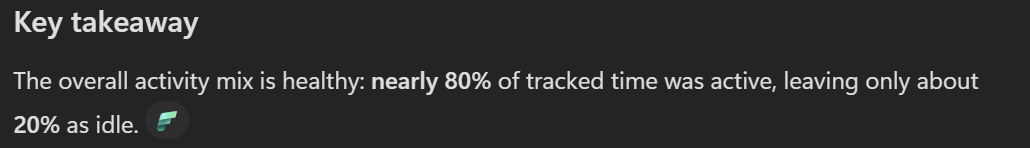 Key takeaway
The overall activity mix is healthy: nearly 80% of tracked time was active, leaving only about
20% as idle.